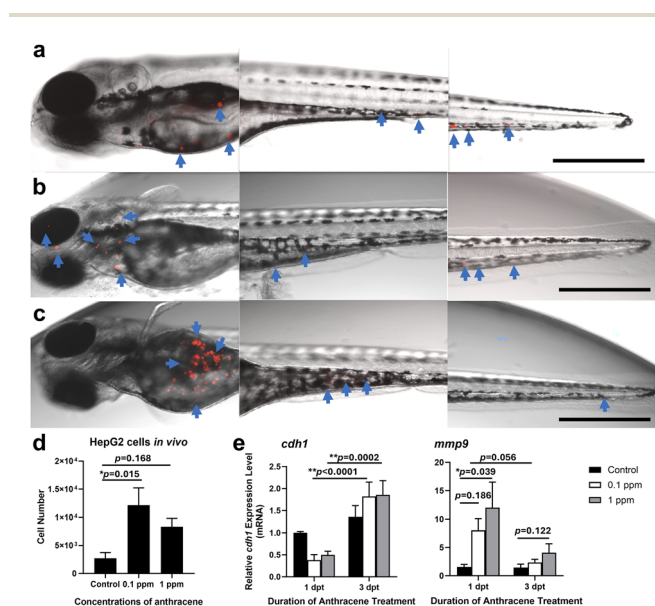 a
b
c
d
HepG2 cells in vivo
p=0.168
*p=0.015
2×10⁴
2×10⁴
1×10⁴
5×10³
0
Cell Number
Control 0.1 ppm 1 ppm
Concentrations of anthracene
e
cdh1
**p=0.0002
**p<0.0001
2.5
2.0
1.5
1.0
0.5
0.0
Relative cdh1 Expression Level
(mRNA)
1 dpt 3 dpt
Duration of Anthracene Treatment
mmp9
p=0.056
*p=0.039
p=0.186
p=0.122
20
15
10
5
0
1 dpt 3 dpt
Duration of Anthracene Treatment
Control
0.1 ppm
1 ppm